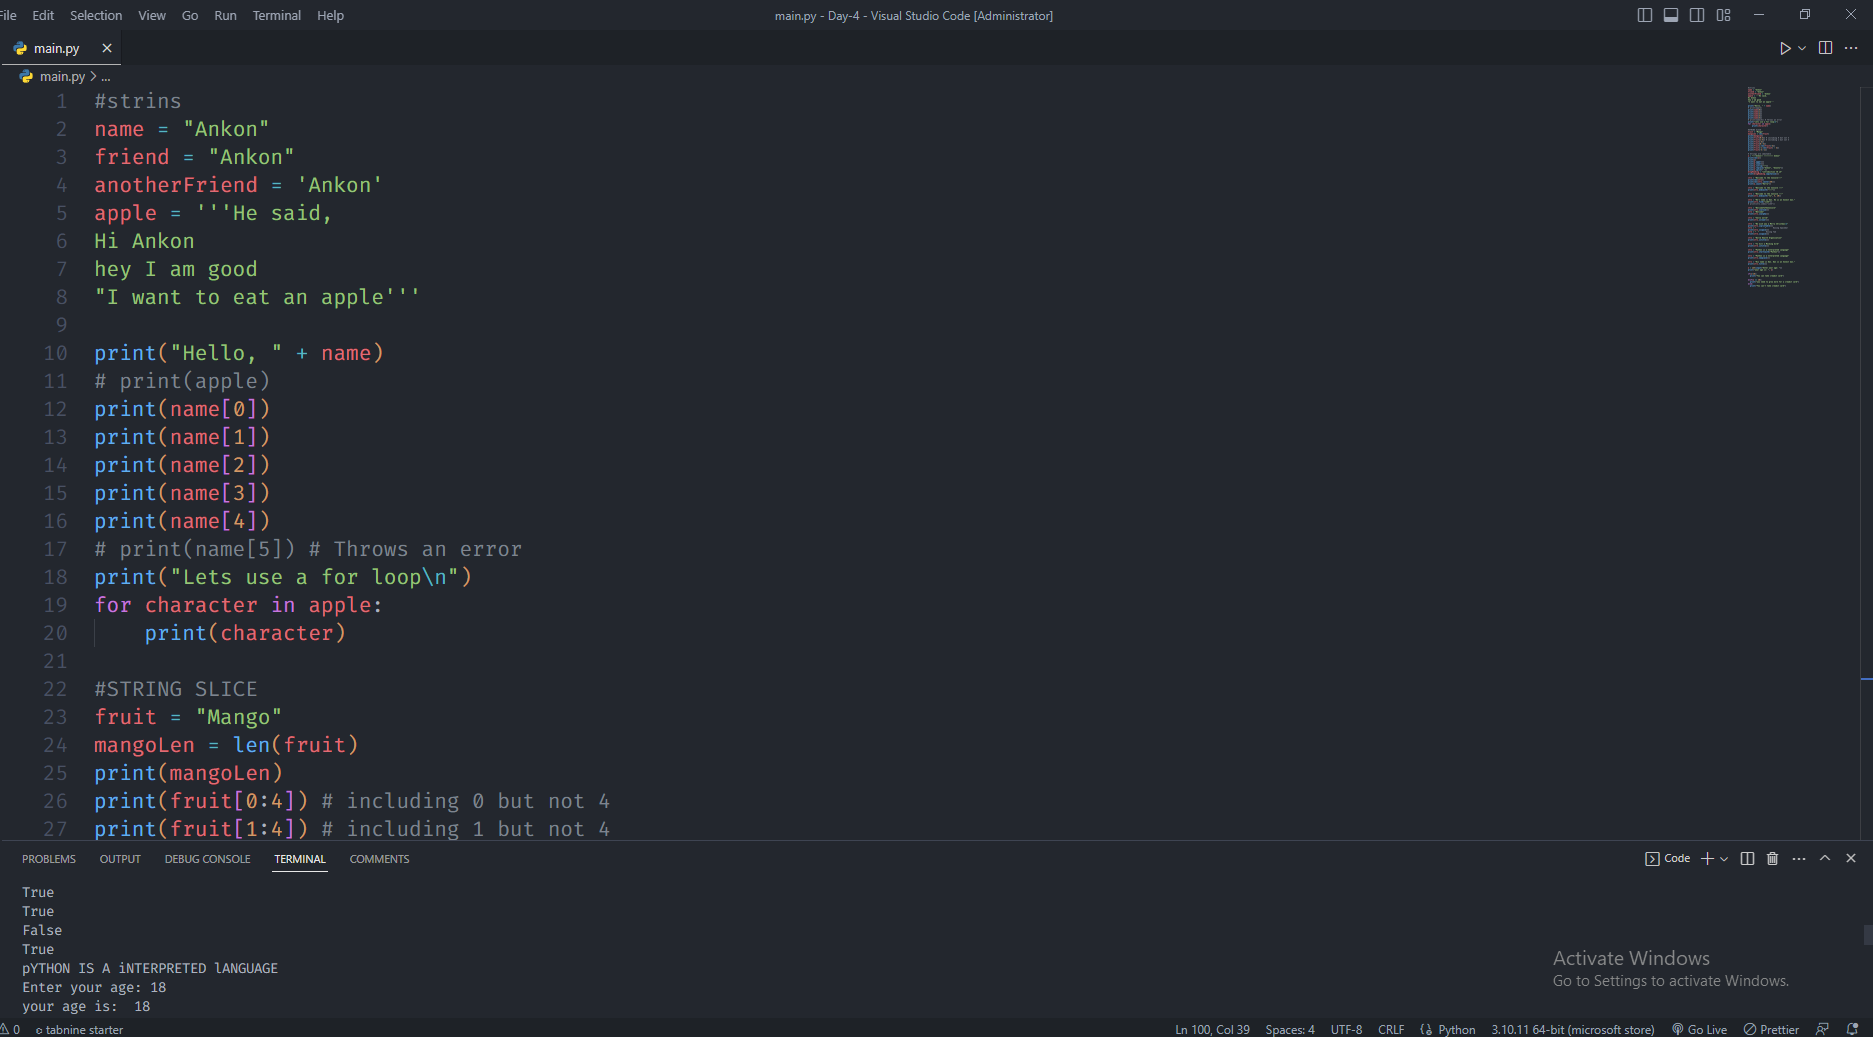 File Edit Selection View Go Run Terminal Help
main.py - Day-4 - Visual Studio Code [Administrator]
main.py
main.py > ...
1 #strins
2 name = "Ankon"
3 friend = "Ankon"
4 anotherFriend = 'Ankon'
5 apple = '''He said,
6 Hi Ankon
7 hey I am good
8 "I want to eat an apple'''
9
10 print("Hello, " + name)
11 # print(apple)
12 print(name[0])
13 print(name[1])
14 print(name[2])
15 print(name[3])
16 print(name[4])
17 # print(name[5]) # Throws an error
18 print("Lets use a for loop\n")
19 for character in apple:
20     print(character)
21
22 #STRING SLICE
23 fruit = "Mango"
24 mangoLen = len(fruit)
25 print(mangoLen)
26 print(fruit[0:4]) # including 0 but not 4
27 print(fruit[1:4]) # including 1 but not 4
PROBLEMS OUTPUT DEBUG CONSOLE TERMINAL COMMENTS
Code
True
True
False
True
pYTHON IS A iNTERPRETED lANGUAGE
Enter your age: 18
your age is:  18
Activate Windows
Go to Settings to activate Windows.
0 tabnine starter
Ln 100, Col 39 Spaces: 4 UTF-8 CRLF Python 3.10.11 64-bit (microsoft store) Go Live Prettier